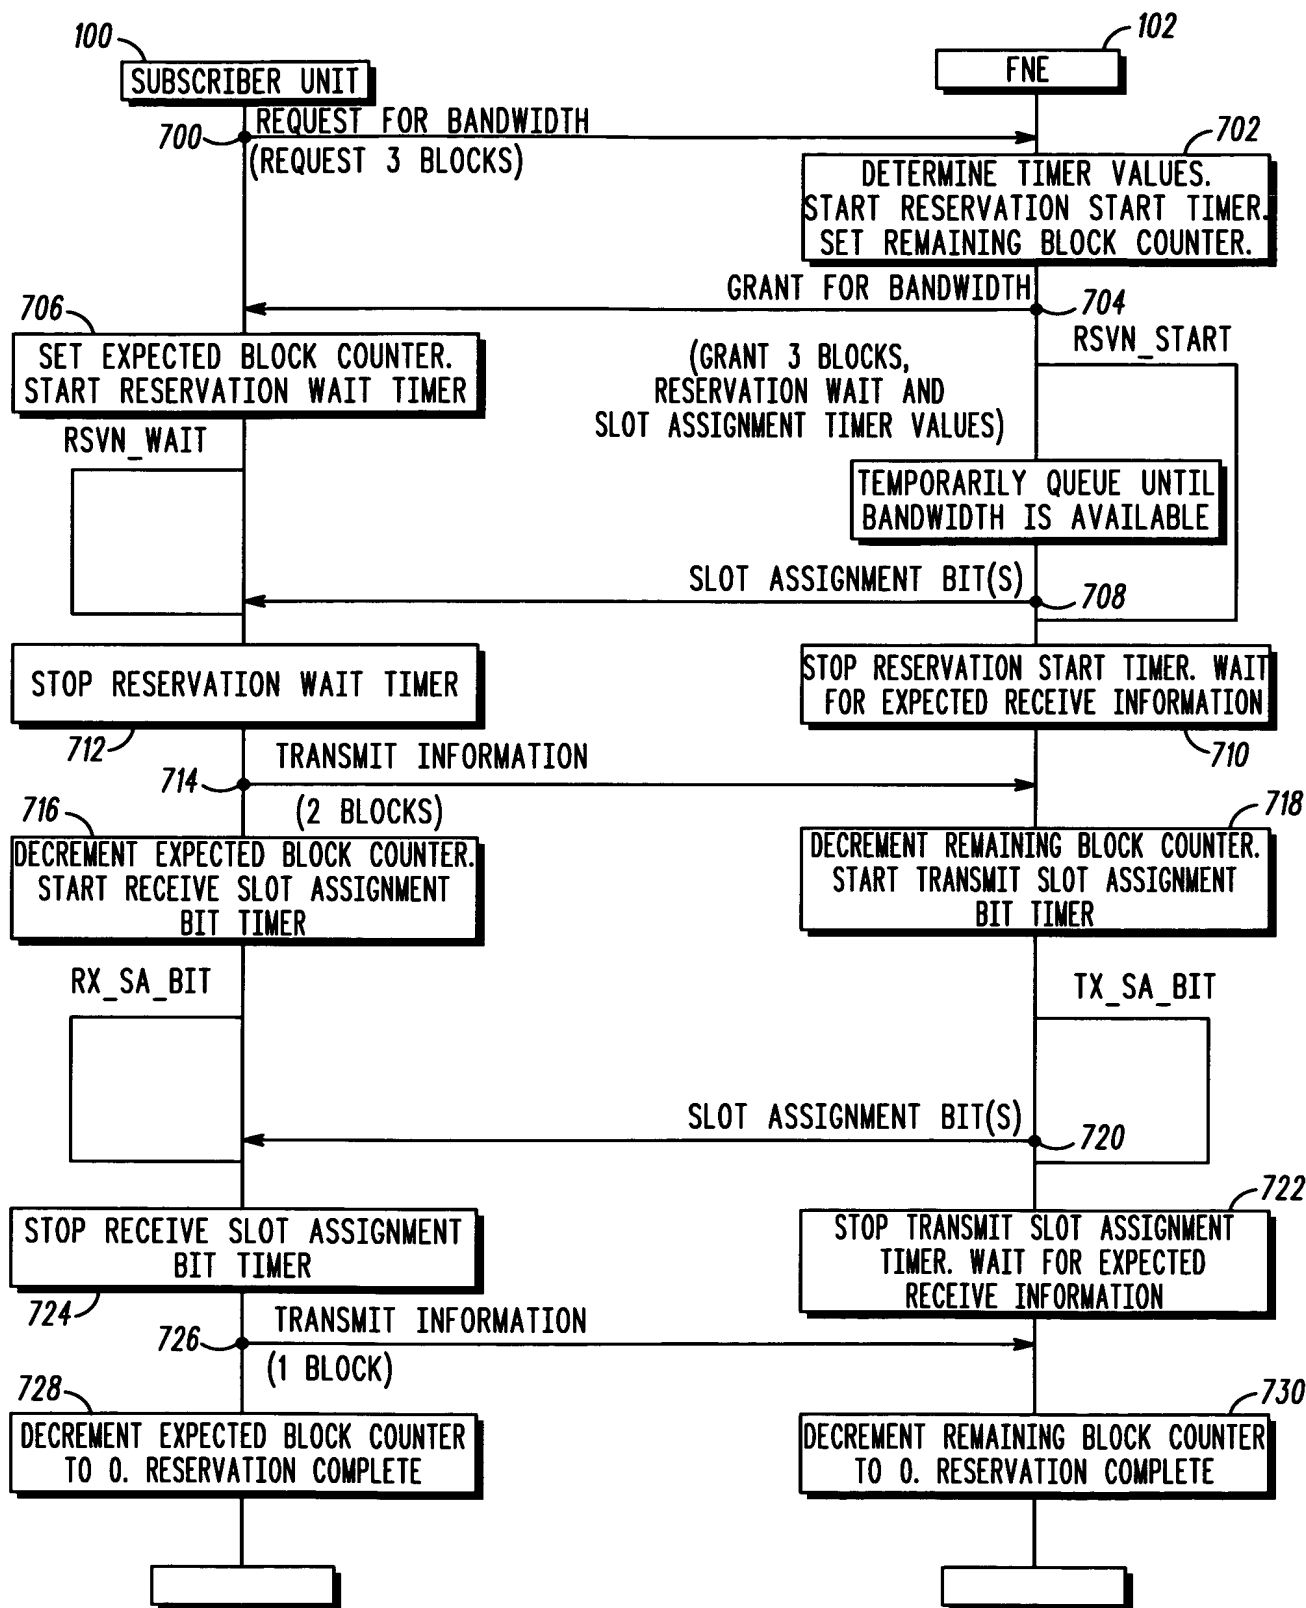 100
102
SUBSCRIBER UNIT
FNE
700
REQUEST FOR BANDWIDTH
(REQUEST 3 BLOCKS)
702
DETERMINE TIMER VALUES.
START RESERVATION START TIMER.
SET REMAINING BLOCK COUNTER.
GRANT FOR BANDWIDTH
704
706
SET EXPECTED BLOCK COUNTER.
START RESERVATION WAIT TIMER
(GRANT 3 BLOCKS,
RESERVATION WAIT AND
SLOT ASSIGNMENT TIMER VALUES)
RSVN_START
RSVN_WAIT
TEMPORARILY QUEUE UNTIL
BANDWIDTH IS AVAILABLE
SLOT ASSIGNMENT BIT(S)
708
STOP RESERVATION WAIT TIMER
712
STOP RESERVATION START TIMER. WAIT
FOR EXPECTED RECEIVE INFORMATION
710
714
TRANSMIT INFORMATION
(2 BLOCKS)
716
DECREMENT EXPECTED BLOCK COUNTER.
START RECEIVE SLOT ASSIGNMENT
BIT TIMER
718
DECREMENT REMAINING BLOCK COUNTER.
START TRANSMIT SLOT ASSIGNMENT
BIT TIMER
RX_SA_BIT
TX_SA_BIT
SLOT ASSIGNMENT BIT(S)
720
STOP RECEIVE SLOT ASSIGNMENT
BIT TIMER
724
722
STOP TRANSMIT SLOT ASSIGNMENT
TIMER. WAIT FOR EXPECTED
RECEIVE INFORMATION
726
TRANSMIT INFORMATION
(1 BLOCK)
728
DECREMENT EXPECTED BLOCK COUNTER
TO 0. RESERVATION COMPLETE
730
DECREMENT REMAINING BLOCK COUNTER
TO 0. RESERVATION COMPLETE